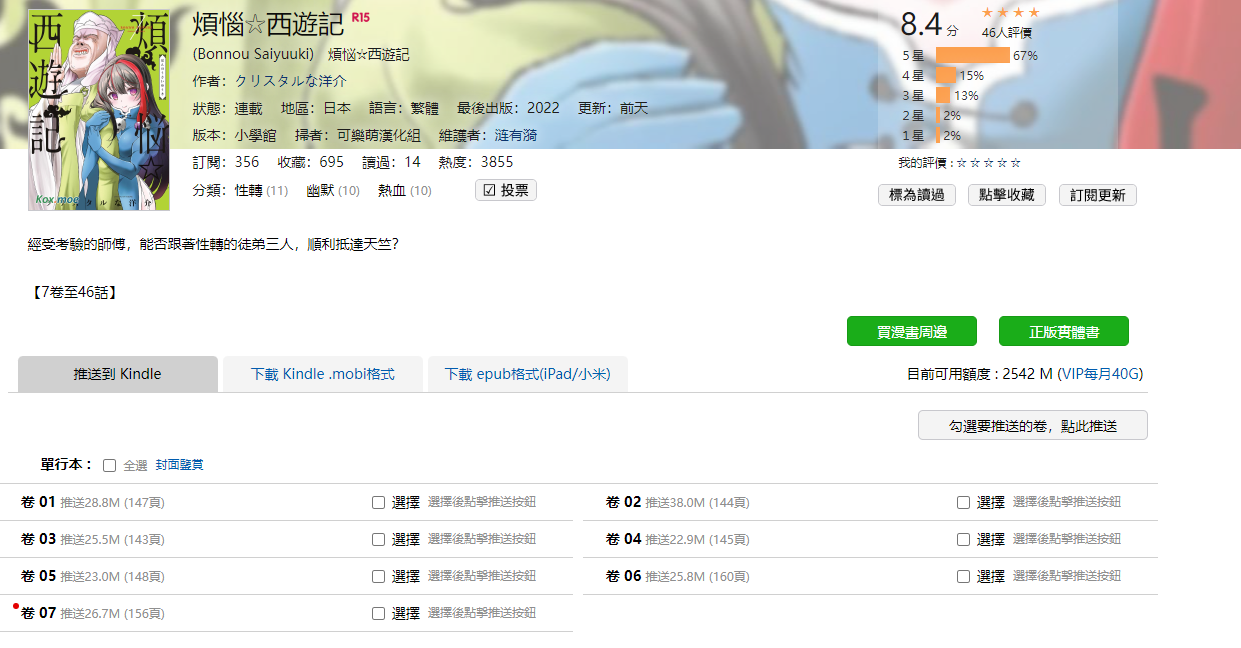 煩惱☆西遊記 R15
(Bonnou Saiyuuki) 煩悩☆西遊記
作者：クリスタルな洋介
狀態：連載 地區：日本 語言：繁體 最後出版：2022 更新：前天
版本：小學館 掃者：可樂萌漢化組 維護者：涟有漪
訂閱：356 收藏：695 讀過：14 熱度：3855
分類：性轉 (11) 幽默 (10) 熱血 (10) 投票
煩悩☆
西遊記
Kox.moe
タルな洋介
8.4 分 ★★★★
46人評價
5 星 67%
4 星 15%
3 星 13%
2 星 2%
1 星 2%
我的評價 : ☆ ☆ ☆ ☆ ☆
標為讀過 點擊收藏 訂閱更新
經受考驗的師傅，能否跟著性轉的徒弟三人，順利抵達天竺？
【7卷至46話】
買漫畫周邊 正版實體書
推送到 Kindle 下載 Kindle .mobi格式 下載 epub格式(iPad/小米) 目前可用額度 : 2542 M (VIP每月40G)
勾選要推送的卷，點此推送
單行本： 全選 封面鑒賞
卷 01 推送28.8M (147頁) 選擇 選擇後點擊推送按鈕 卷 02 推送38.0M (144頁) 選擇 選擇後點擊推送按鈕
卷 03 推送25.5M (143頁) 選擇 選擇後點擊推送按鈕 卷 04 推送22.9M (145頁) 選擇 選擇後點擊推送按鈕
卷 05 推送23.0M (148頁) 選擇 選擇後點擊推送按鈕 卷 06 推送25.8M (160頁) 選擇 選擇後點擊推送按鈕
卷 07 推送26.7M (156頁) 選擇 選擇後點擊推送按鈕